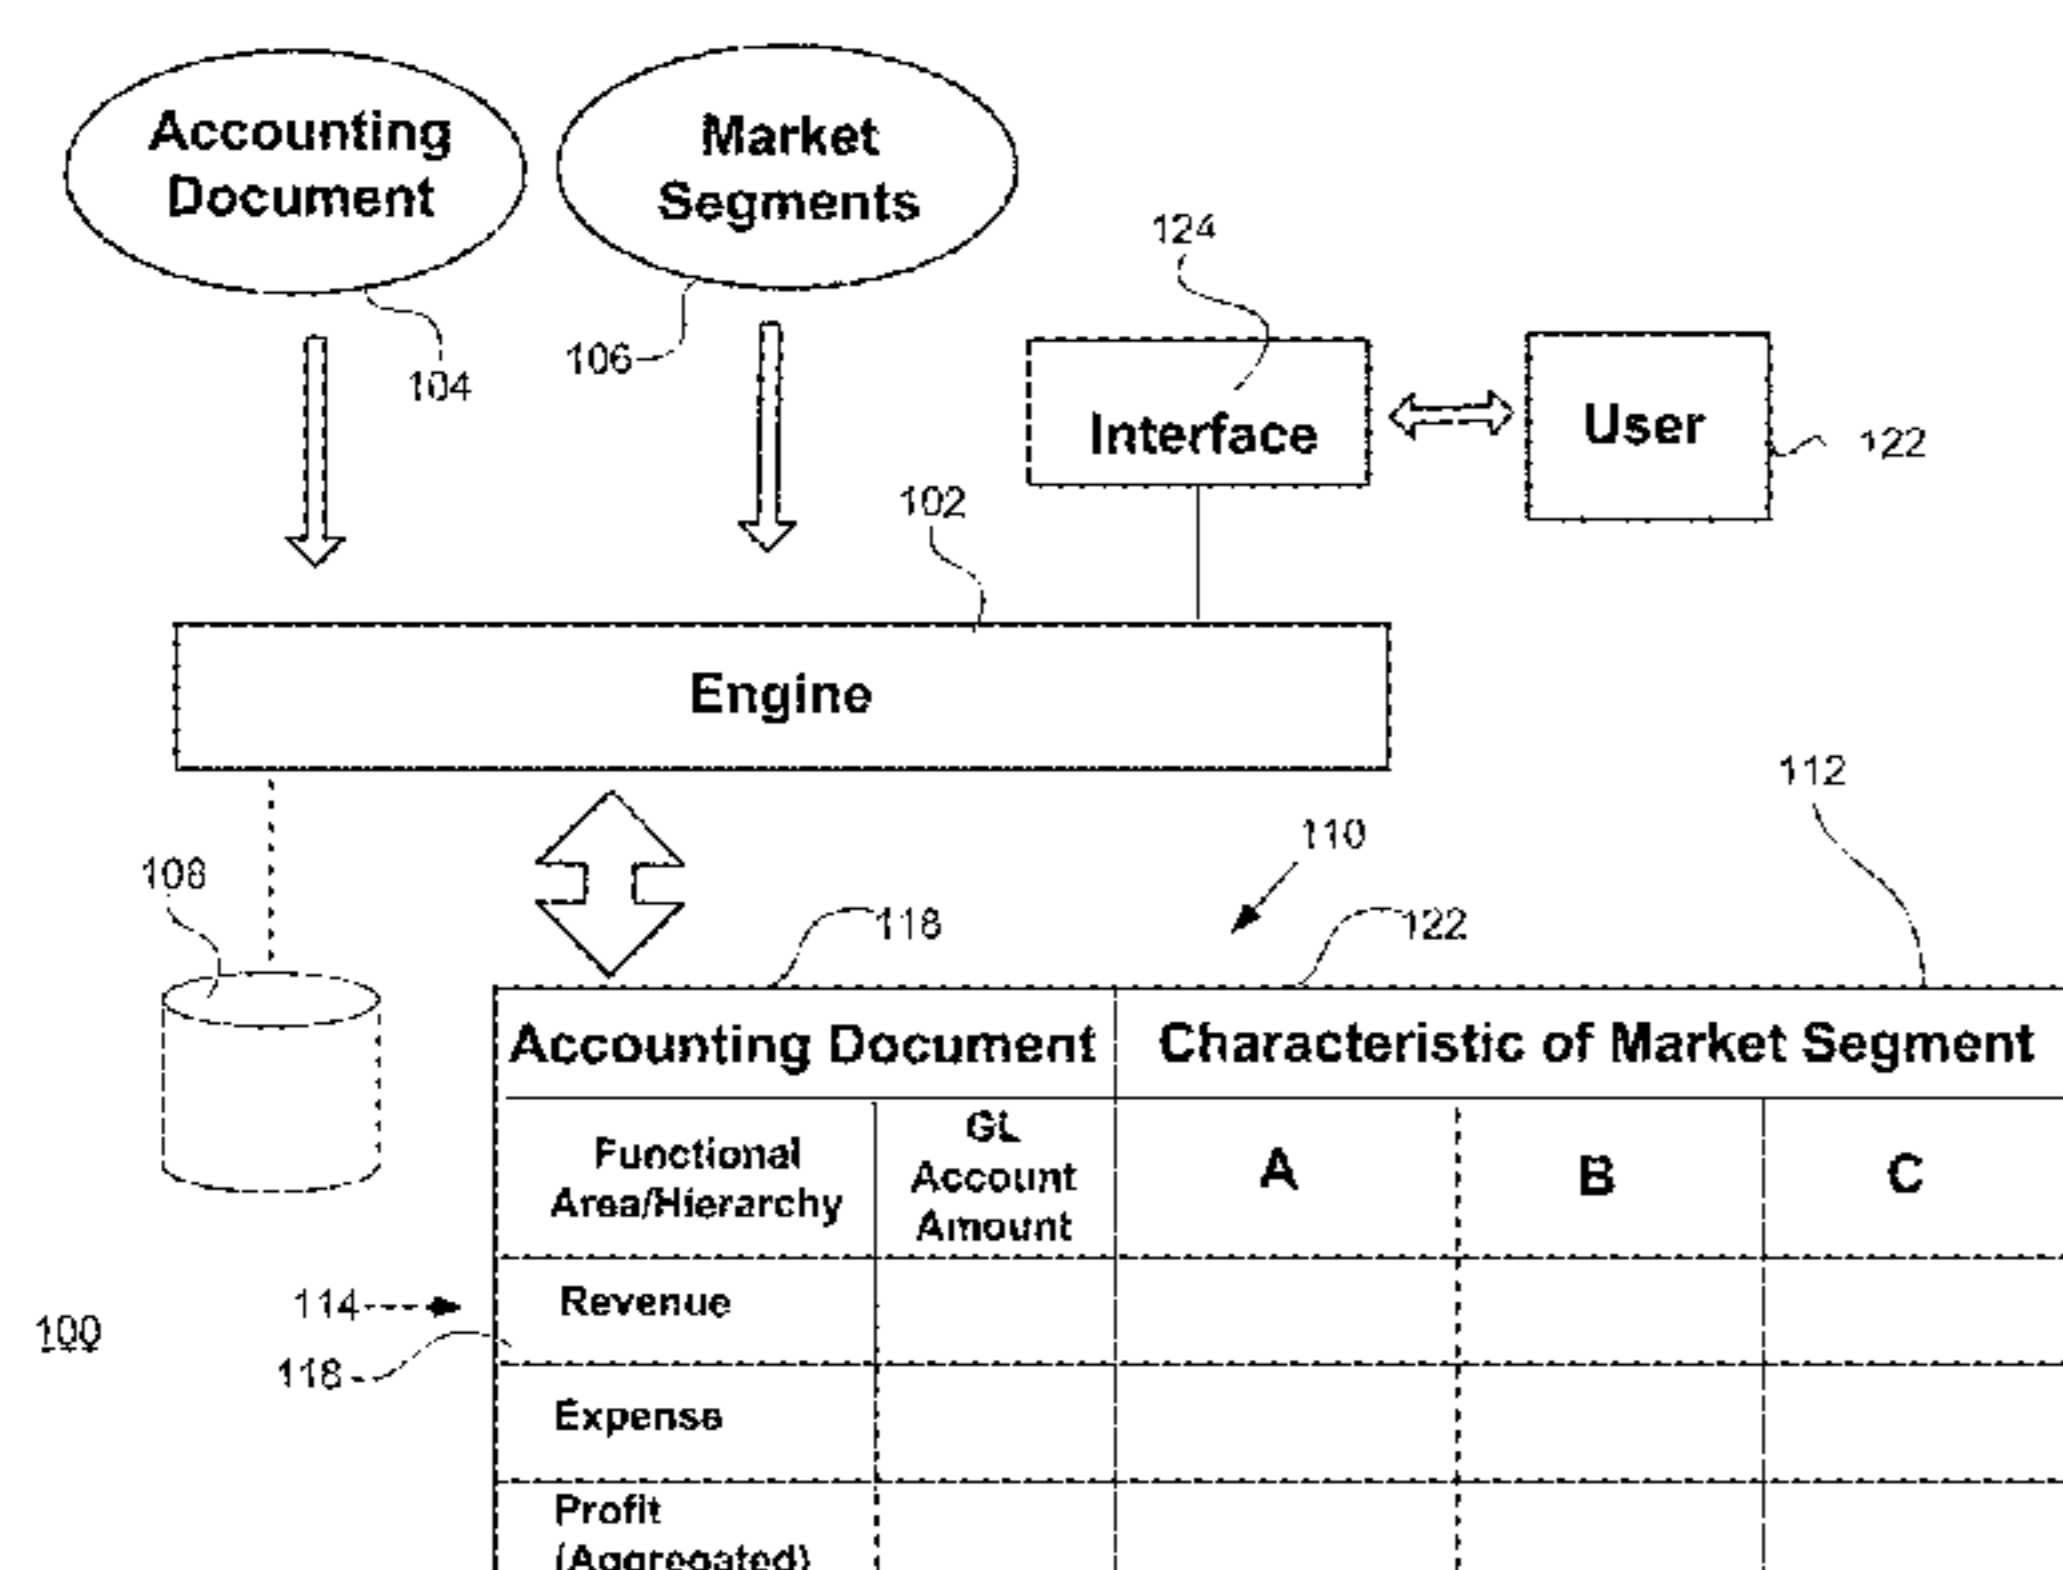 Accounting
Document
Market
Segments
124
106
104
Interface
User
122
102
Engine
112
110
108
118
122
Accounting Document
Characteristic of Market Segment
Functional
Area/Hierarchy
GL
Account
Amount
A
B
C
114
Revenue
100
118
Expense
Profit
(Aggregated)